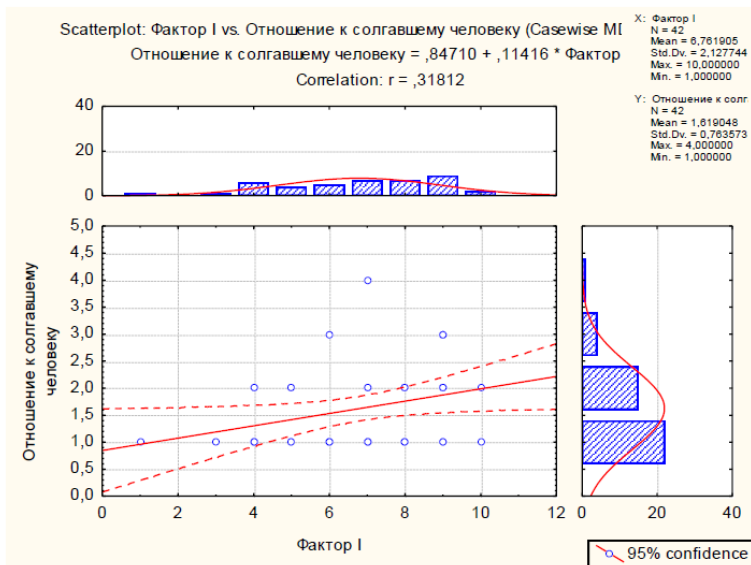 Scatterplot: Фактор I vs. Отношение к солгавшему человеку (Casewise MD
Отношение к солгавшему человеку = ,84710 + ,11416 * Фактор
Correlation: r = ,31812
X: Фактор I
N = 42
Mean = 6,761905
Std.Dv. = 2,127744
Max. = 10,000000
Min. = 1,000000
Y: Отношение к солг
N = 42
Mean = 1,619048
Std.Dv. = 0,763573
Max. = 4,000000
Min. = 1,000000
40
20
0
5,0
4,5
4,0
3,5
3,0
2,5
2,0
1,5
1,0
0,5
0,0
Отношение к солгавшему
человеку
0 2 4 6 8 10 12
Фактор I
0 20 40
95% confidence